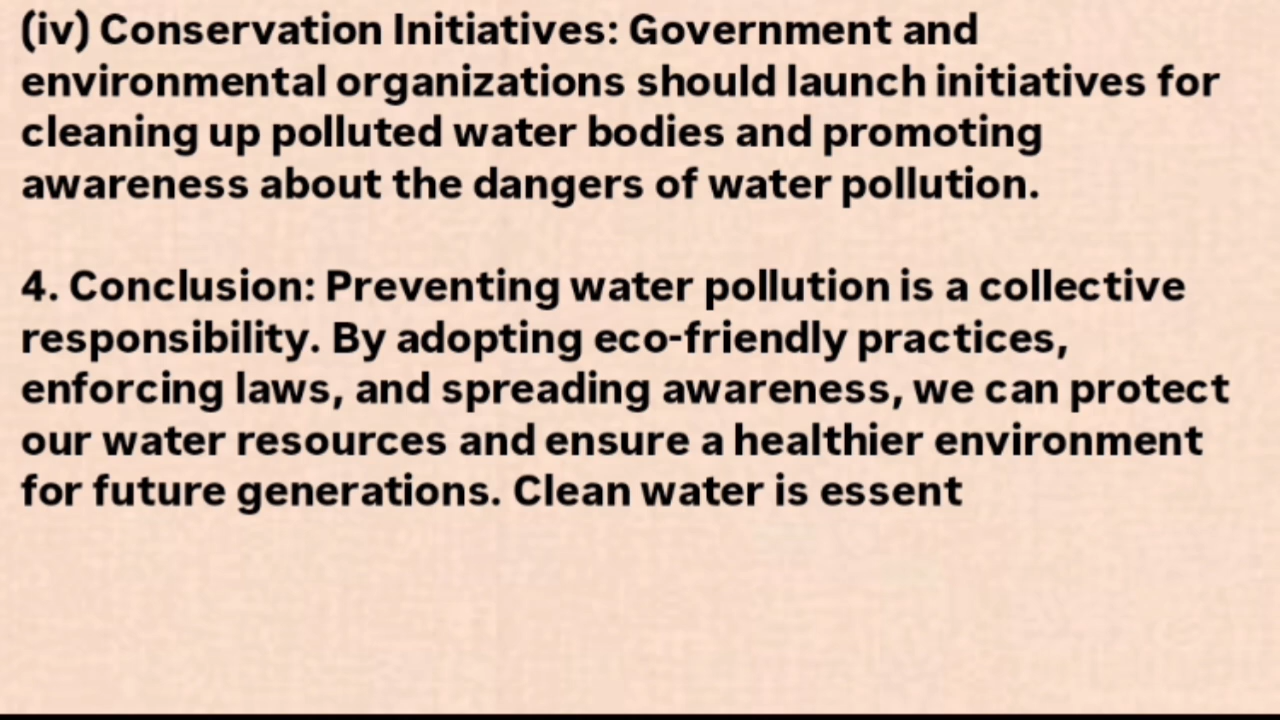 (iv) Conservation Initiatives: Government and
environmental organizations should launch initiatives for
cleaning up polluted water bodies and promoting
awareness about the dangers of water pollution.
4. Conclusion: Preventing water pollution is a collective
responsibility. By adopting eco-friendly practices,
enforcing laws, and spreading awareness, we can protect
our water resources and ensure a healthier environment
for future generations. Clean water is essent